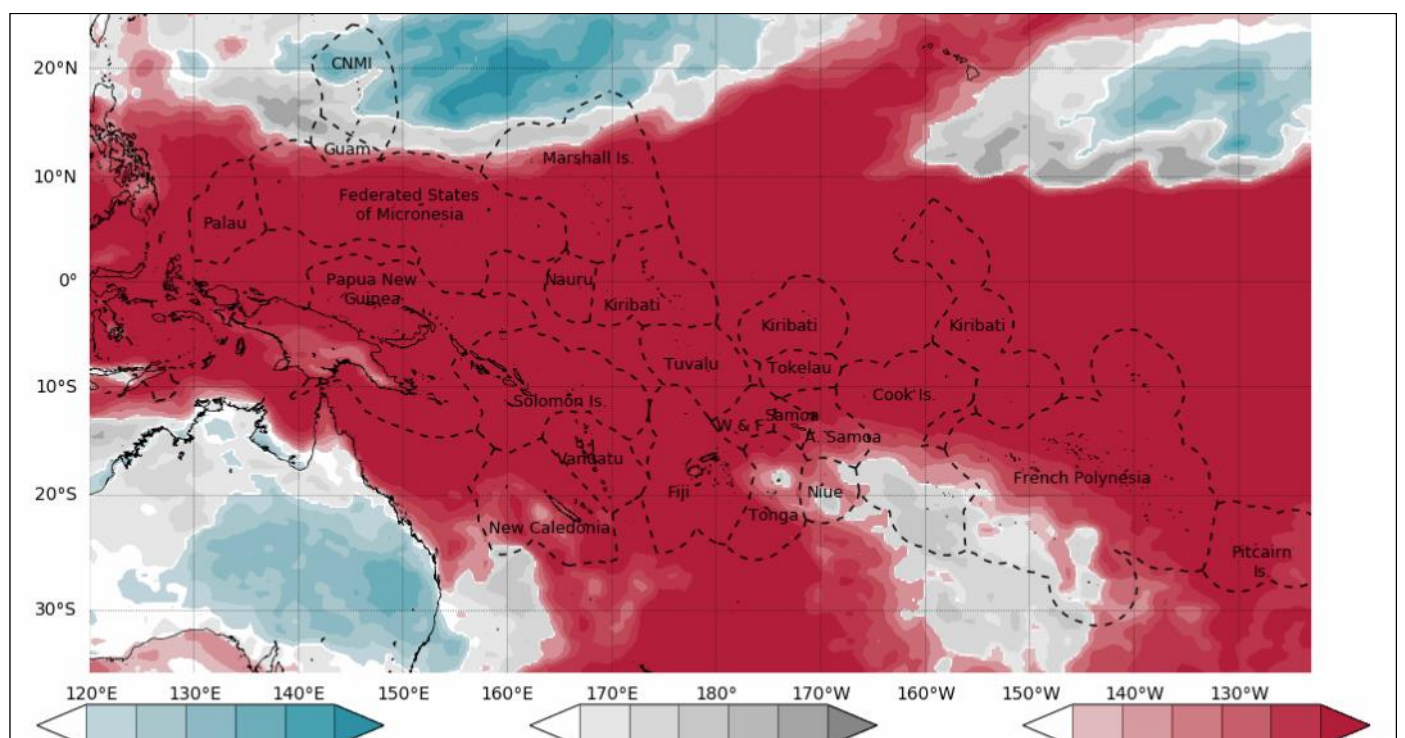 20°N
CNMI
Guam
Marshall Is.
10°N
Federated States
of Micronesia
Palau
0°
Papua New
Guinea
Nauru
Kiribati
Kiribati
Kiribati
Tuvalu
Tokelau
10°S
Solomon Is.
Cook Is.
W & F
Samoa
A. Samoa
Vanuatu
French Polynesia
20°S
Fiji
Niue
Tonga
New Caledonia
Pitcairn
Is
30°S
120°E 130°E 140°E 150°E 160°E 170°E 180° 170°W 160°W 150°W 140°W 130°W